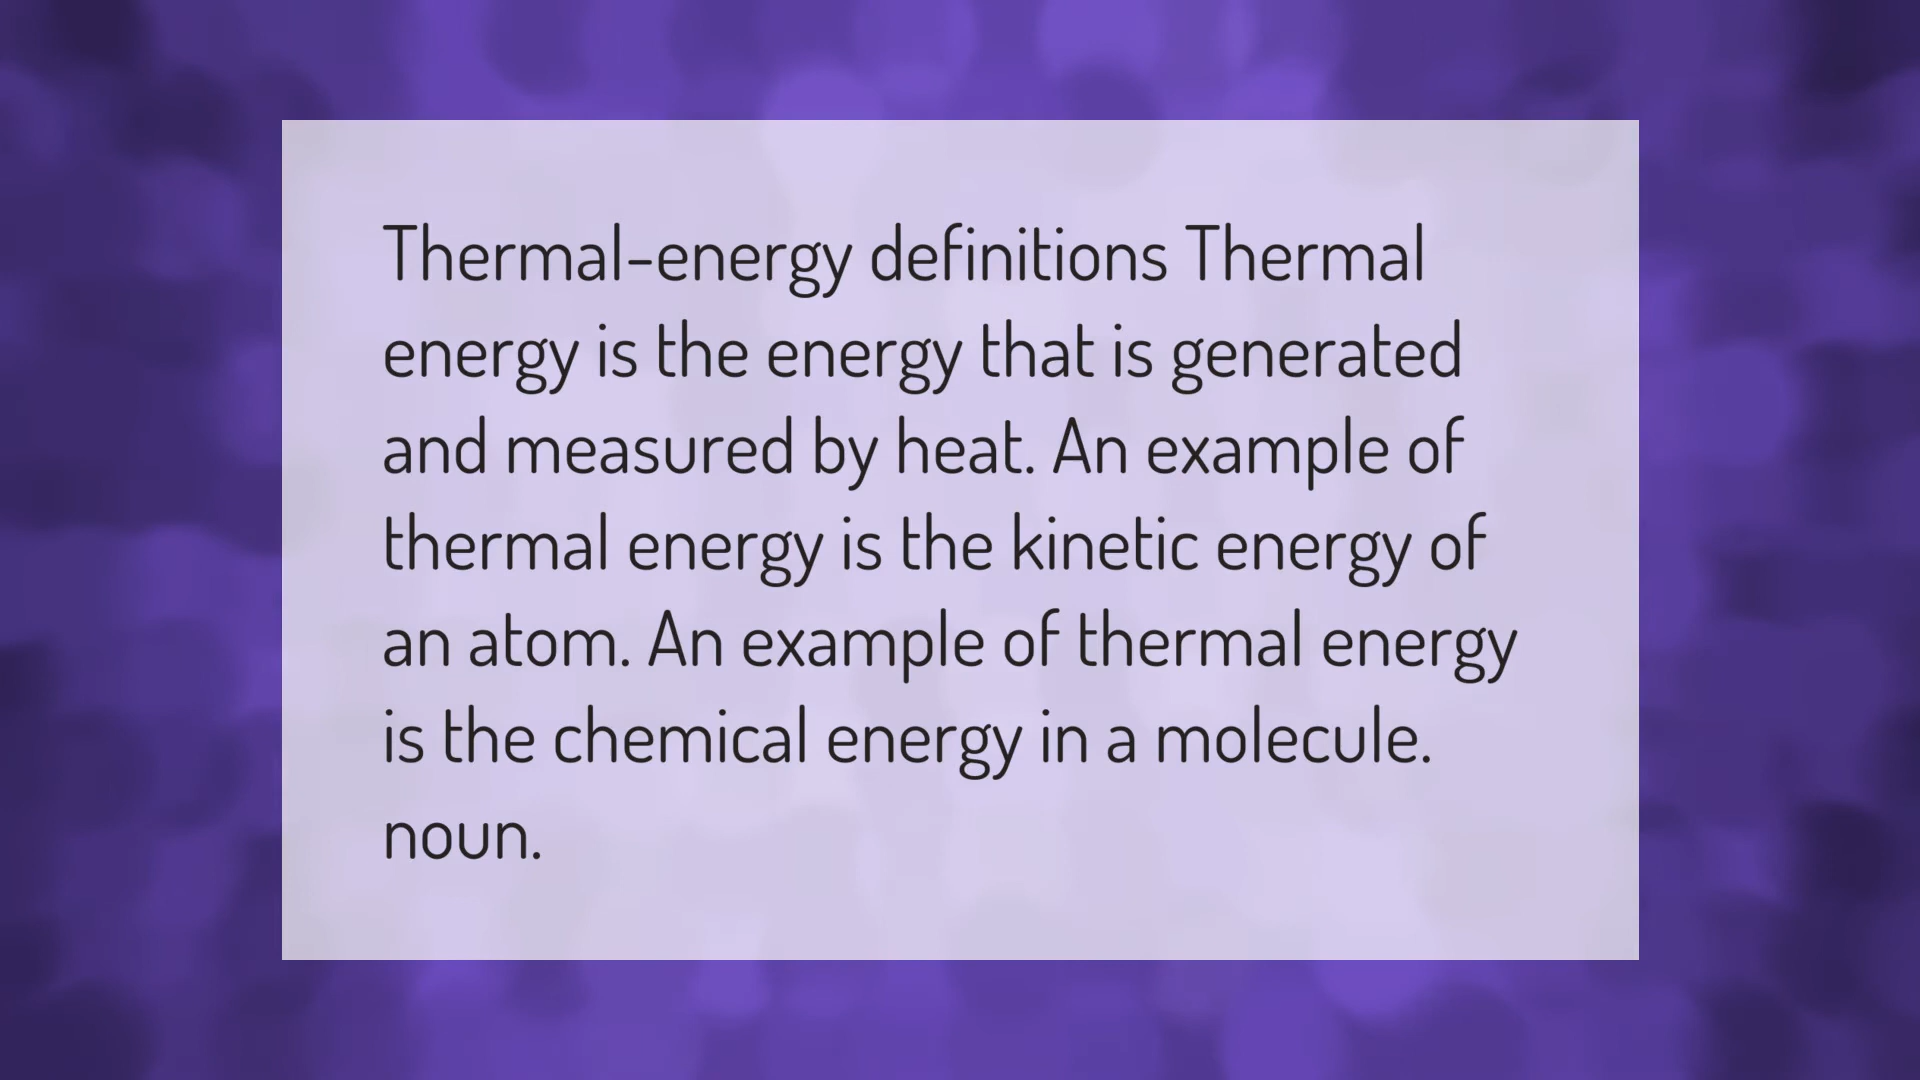 Thermal-energy definitions Thermal
energy is the energy that is generated
and measured by heat. An example of
thermal energy is the kinetic energy of
an atom. An example of thermal energy
is the chemical energy in a molecule.
noun.